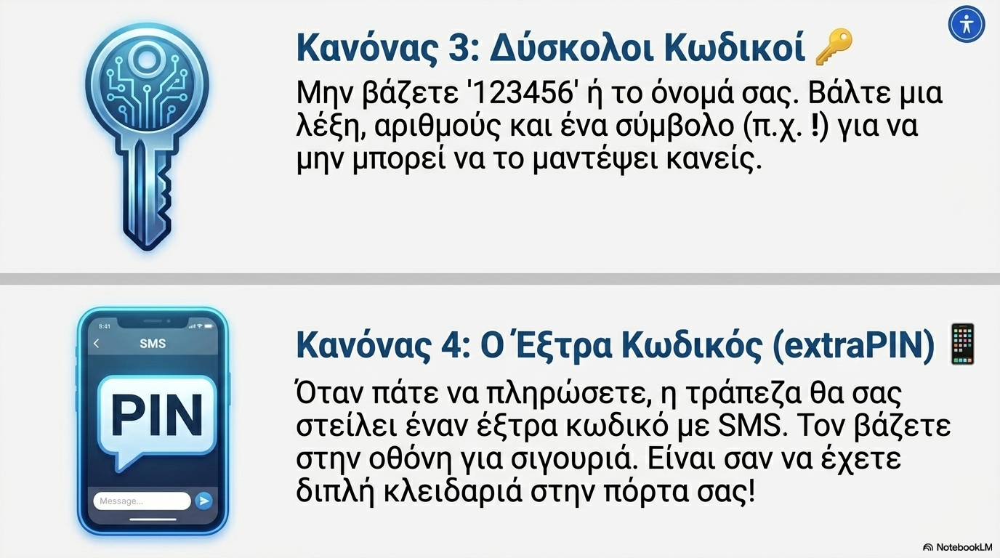 Κανόνας 3: Δύσκολοι Κωδικοί 🔑
Μην βάζετε '123456' ή το όνομά σας. Βάλτε μια
λέξη, αριθμούς και ένα σύμβολο (π.χ. !) για να
μην μπορεί να το μαντέψει κανείς.
8:41
SMS
PIN
Message...
Κανόνας 4: Ο Έξτρα Κωδικός (extraPIN) 📱
Όταν πάτε να πληρώσετε, η τράπεζα θα σας
στείλει έναν έξτρα κωδικό με SMS. Τον βάζετε
στην οθόνη για σιγουριά. Είναι σαν να έχετε
διπλή κλειδαριά στην πόρτα σας!
NotebookLM